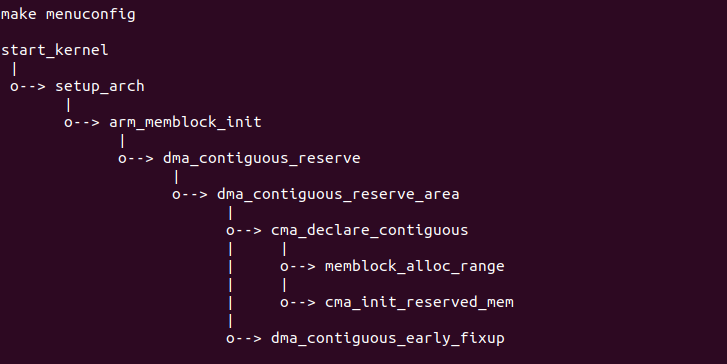 make menuconfig

start_kernel
 |
 o--> setup_arch
       |
       o--> arm_memblock_init
             |
             o--> dma_contiguous_reserve
                   |
                   o--> dma_contiguous_reserve_area
                         |
                         o--> cma_declare_contiguous
                         |     |
                         |     o--> memblock_alloc_range
                         |     |
                         |     o--> cma_init_reserved_mem
                         |
                         o--> dma_contiguous_early_fixup